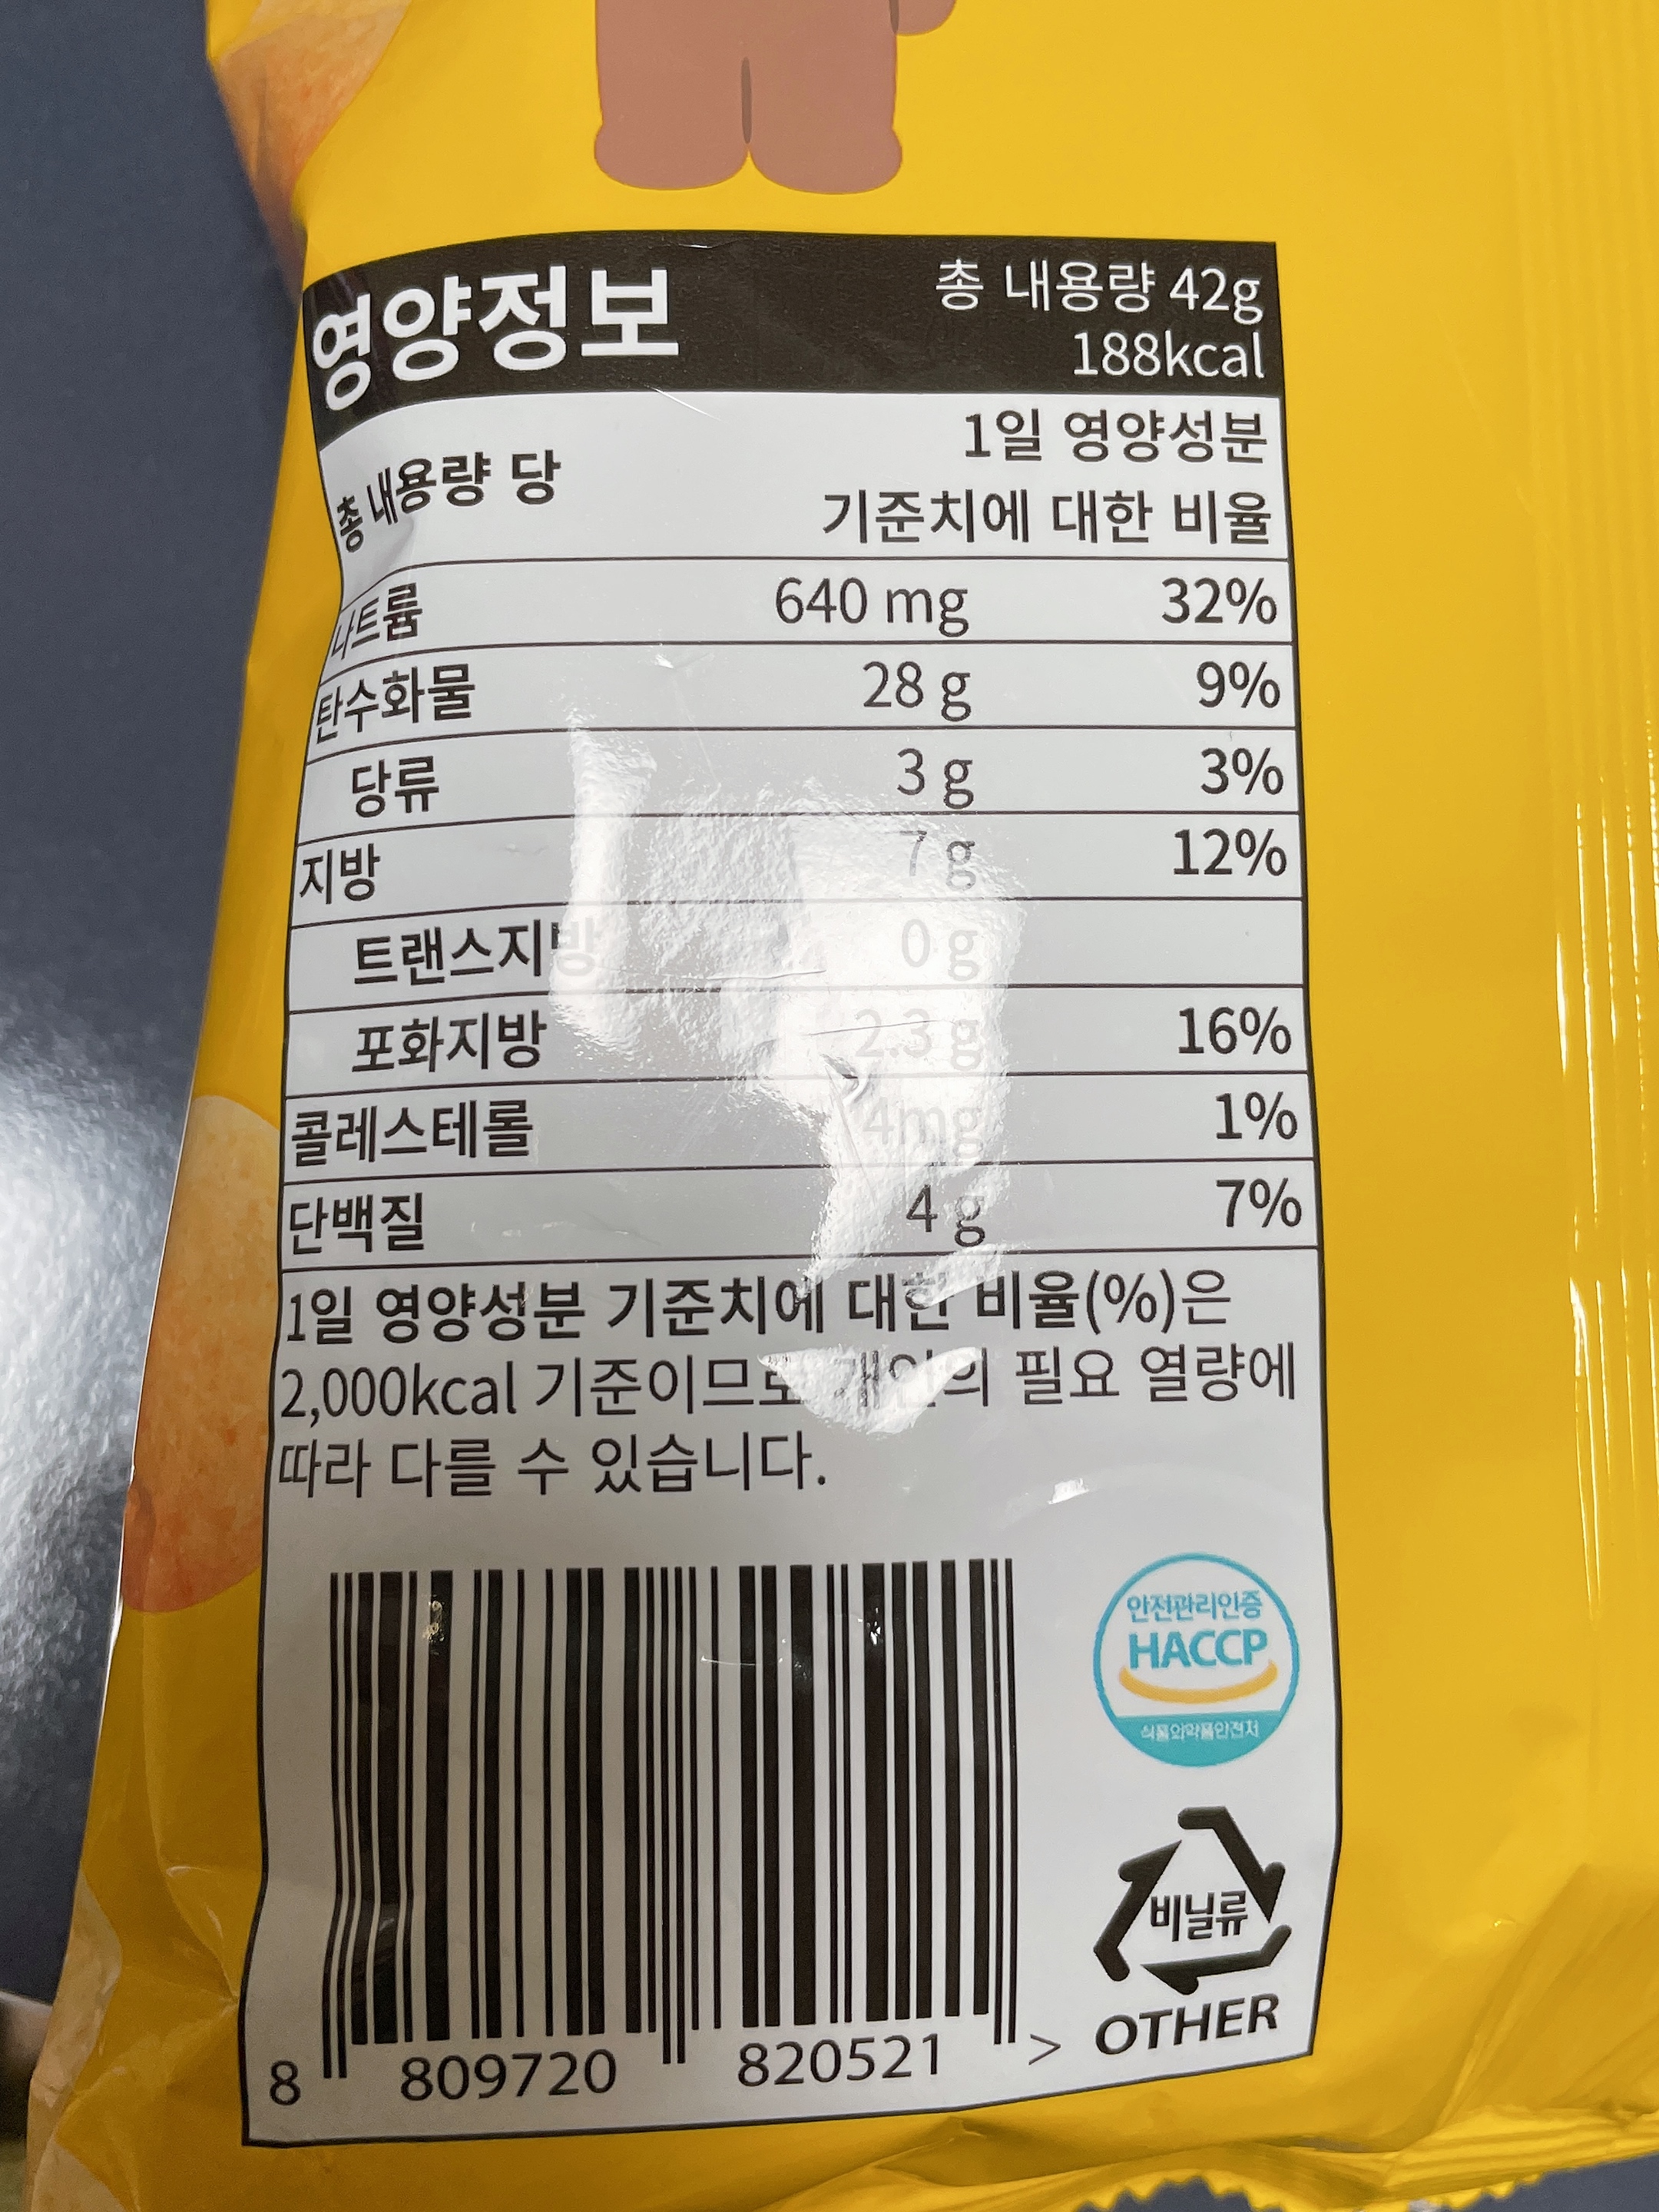 영양정보
총 내용량 42g
188kcal
총 내용량 당
1일 영양성분
기준치에 대한 비율
나트륨 640 mg 32%
탄수화물 28 g 9%
당류 3 g 3%
지방 7 g 12%
트랜스지방 0 g
포화지방 2.3 g 16%
콜레스테롤 4mg 1%
단백질 4 g 7%
1일 영양성분 기준치에 대한 비율(%)은
2,000kcal 기준이므로 개인의 필요 열량에
따라 다를 수 있습니다.
안전관리인증
HACCP
식품의약품안전처
비닐류
OTHER
8 809720 820521 >